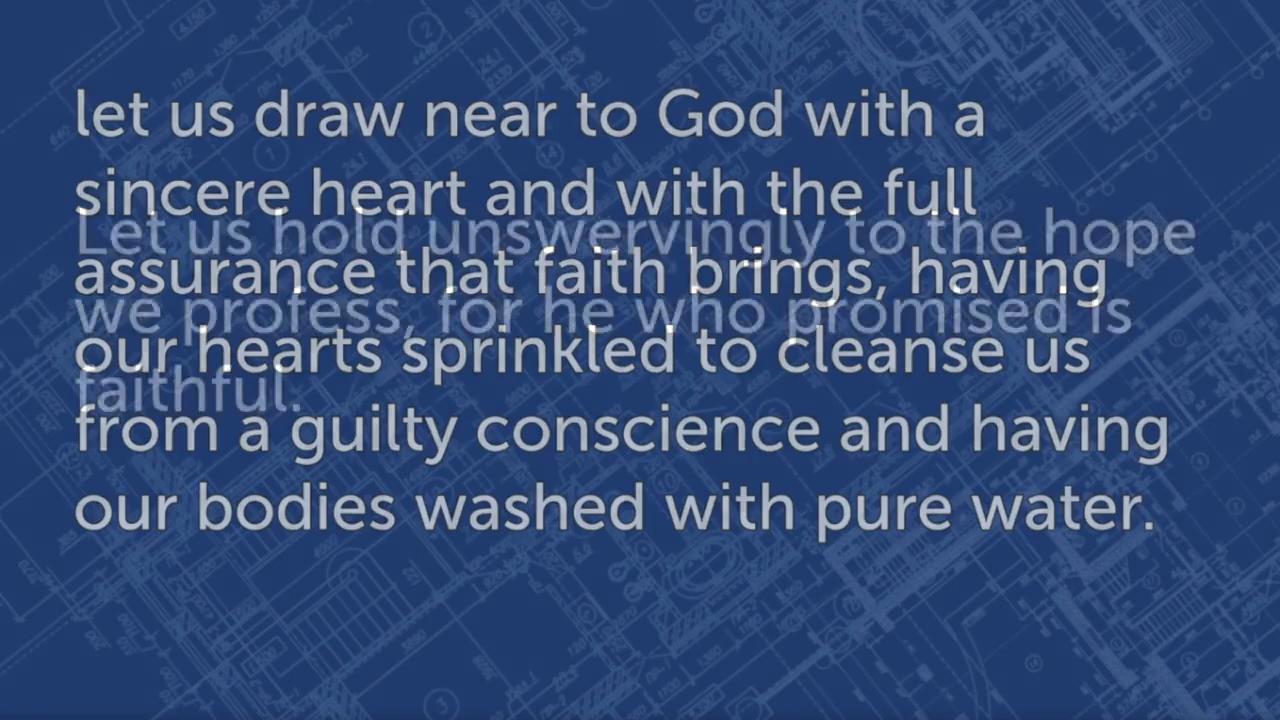 let us draw near to God with a
sincere heart and with the full
assurance that faith brings, having
our hearts sprinkled to cleanse us
from a guilty conscience and having
our bodies washed with pure water.
Let us hold unswervingly to the hope
we profess, for he who promised is
faithful.